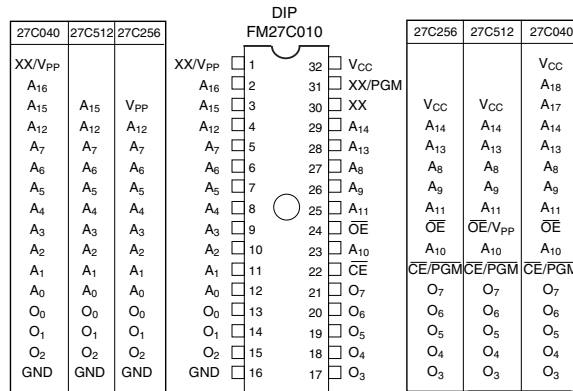 DIP
27C040 27C512 27C256 FM27C010 27C256 27C512 27C040
XX/VPP XX/VPP 1 32 VCC VCC
A16 A16 2 31 XX/PGM A18
A15 A15 VPP A15 3 30 XX VCC VCC A17
A12 A12 A12 A12 4 29 A14 A14 A14 A14
A7 A7 A7 A7 5 28 A13 A13 A13 A13
A6 A6 A6 A6 6 27 A8 A8 A8 A8
A5 A5 A5 A5 7 26 A9 A9 A9 A9
A4 A4 A4 A4 8 25 A11 A11 A11 A11
A3 A3 A3 A3 9 24 OE OE OE/VPP OE
A2 A2 A2 A2 10 23 A10 A10 A10 A10
A1 A1 A1 A1 11 22 CE CE/PGM CE/PGM CE/PGM
A0 A0 A0 A0 12 21 O7 O7 O7 O7
O0 O0 O0 O0 13 20 O6 O6 O6 O6
O1 O1 O1 O1 14 19 O5 O5 O5 O5
O2 O2 O2 O2 15 18 O4 O4 O4 O4
GND GND GND GND 16 17 O3 O3 O3 O3